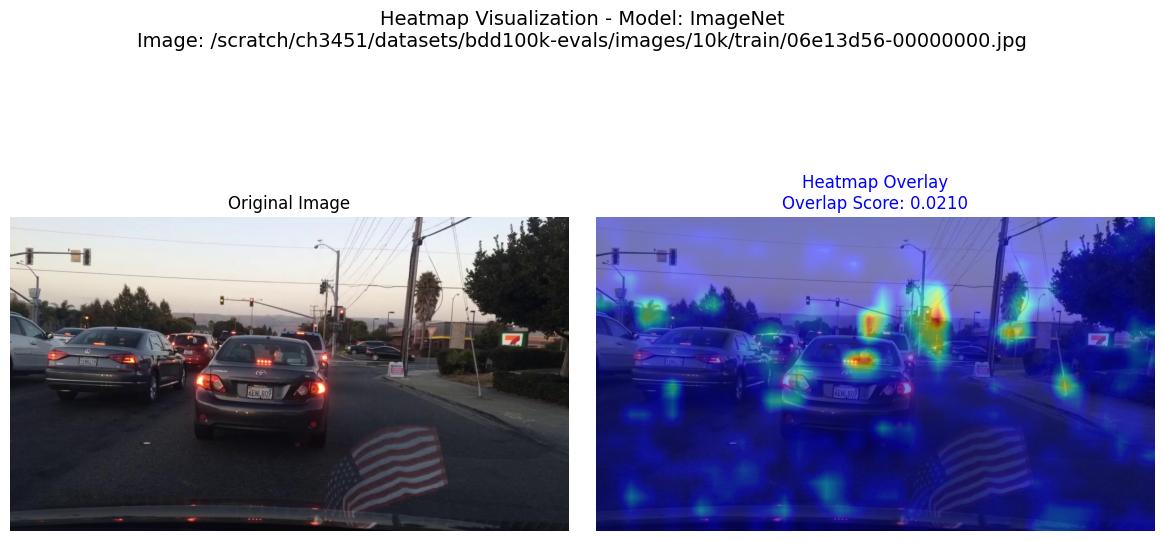 Heatmap Visualization - Model: ImageNet
Image: /scratch/ch3451/datasets/bdd100k-evals/images/10k/train/06e13d56-00000000.jpg
Original Image
Heatmap Overlay
Overlap Score: 0.0210
7